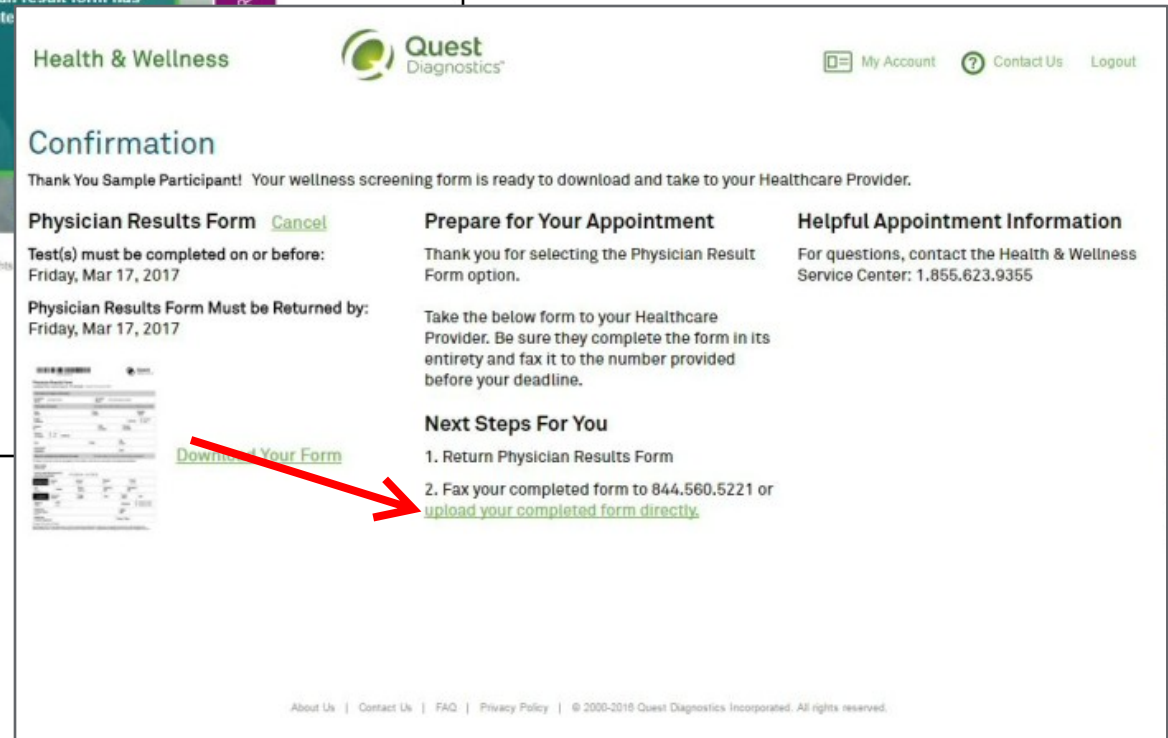 result form has
Health & Wellness
Quest
Diagnostics
My Account
Contact Us
Logout
Confirmation
Thank You Sample Participant! Your wellness screening form is ready to download and take to your Healthcare Provider.
Physician Results Form Cancel
Test(s) must be completed on or before:
Friday, Mar 17, 2017
Physician Results Form Must be Returned by:
Friday, Mar 17, 2017
Download Your Form
Prepare for Your Appointment
Thank you for selecting the Physician Result
Form option.
Take the below form to your Healthcare
Provider. Be sure they complete the form in its
entirety and fax it to the number provided
before your deadline.
Next Steps For You
1. Return Physician Results Form
2. Fax your completed form to 844.560.5221 or
upload your completed form directly.
Helpful Appointment Information
For questions, contact the Health & Wellness
Service Center: 1.855.623.9355
About Us | Contact Us | FAQ | Privacy Policy | © 2000-2016 Quest Diagnostics Incorporated. All rights reserved.